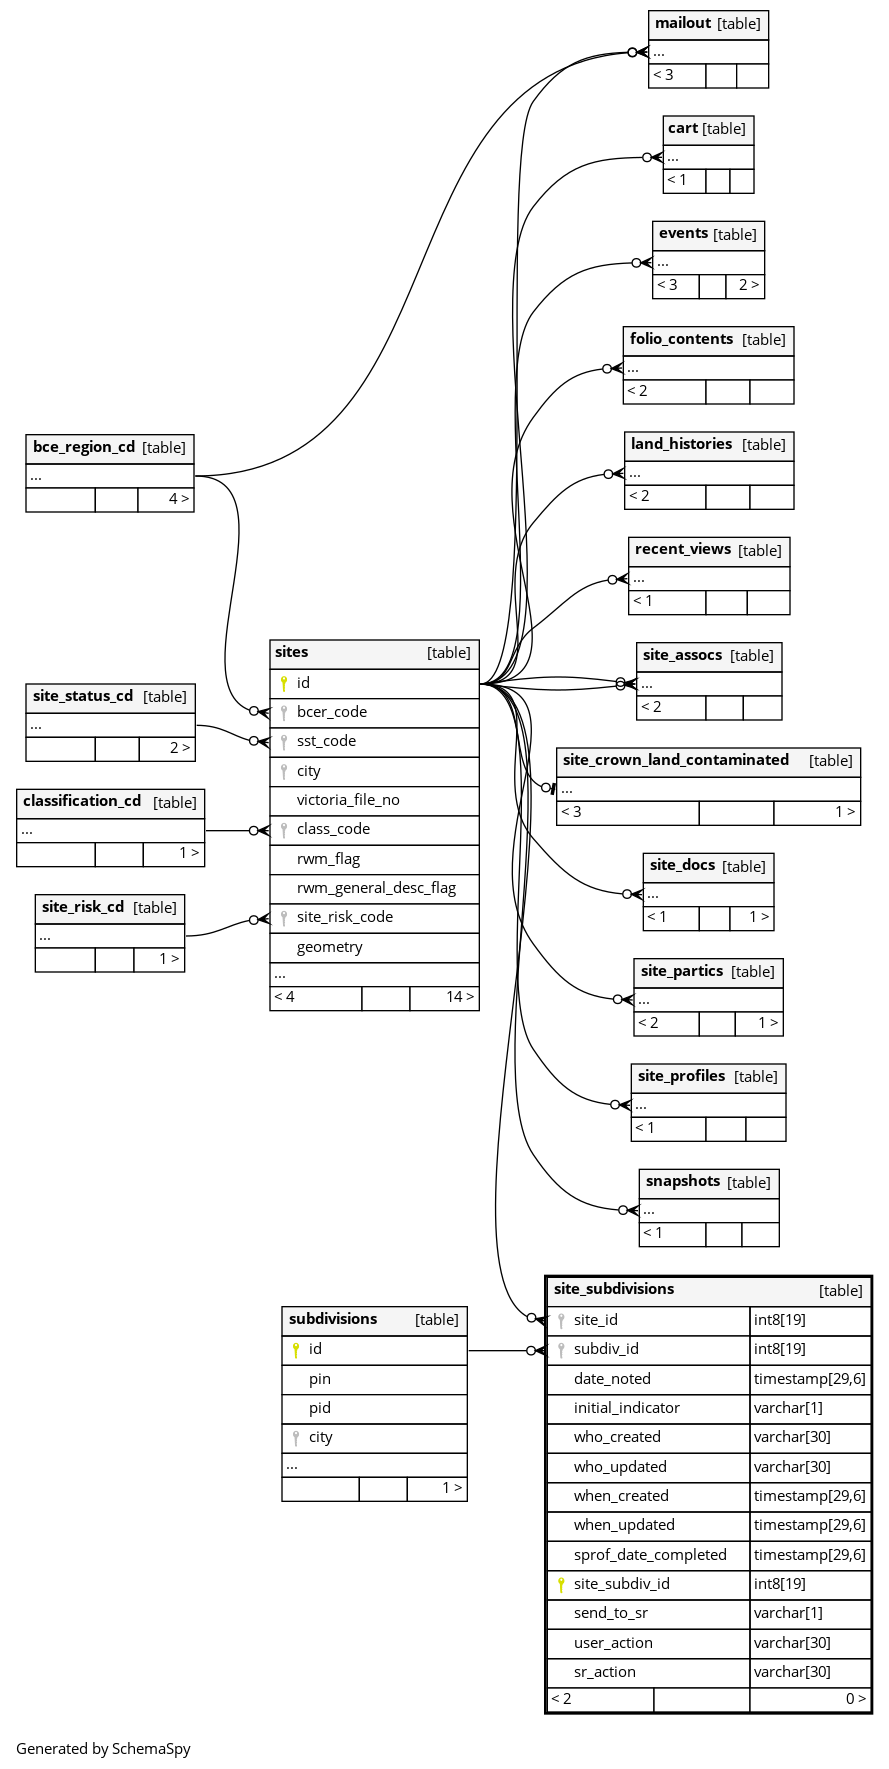 mailout [table]
...
< 3
cart [table]
...
< 1
events [table]
...
< 3 2 >
folio_contents [table]
...
< 2
land_histories [table]
...
< 2
bce_region_cd [table]
...
4 >
recent_views [table]
...
< 1
sites [table]
id
bcer_code
sst_code
city
victoria_file_no
class_code
rwm_flag
rwm_general_desc_flag
site_risk_code
geometry
...
< 4 14 >
site_assocs [table]
...
< 2
site_status_cd [table]
...
2 >
site_crown_land_contaminated [table]
...
< 3 1 >
classification_cd [table]
...
1 >
site_docs [table]
...
< 1 1 >
site_risk_cd [table]
...
1 >
site_partics [table]
...
< 2 1 >
site_profiles [table]
...
< 1
snapshots [table]
...
< 1
subdivisions [table]
id
pin
pid
city
...
1 >
site_subdivisions [table]
site_id int8[19]
subdiv_id int8[19]
date_noted timestamp[29,6]
initial_indicator varchar[1]
who_created varchar[30]
who_updated varchar[30]
when_created timestamp[29,6]
when_updated timestamp[29,6]
sprof_date_completed timestamp[29,6]
site_subdiv_id int8[19]
send_to_sr varchar[1]
user_action varchar[30]
sr_action varchar[30]
< 2 0 >
Generated by SchemaSpy